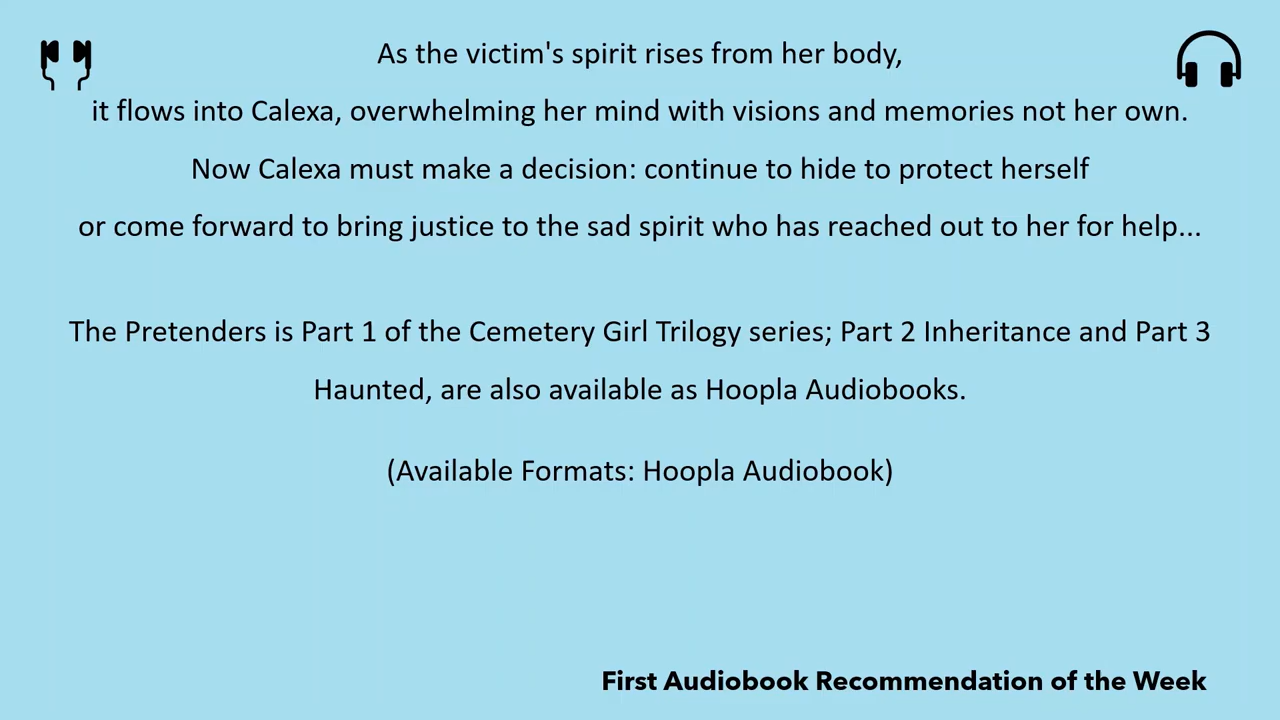 As the victim's spirit rises from her body,
it flows into Calexa, overwhelming her mind with visions and memories not her own.
Now Calexa must make a decision: continue to hide to protect herself
or come forward to bring justice to the sad spirit who has reached out to her for help...
The Pretenders is Part 1 of the Cemetery Girl Trilogy series; Part 2 Inheritance and Part 3
Haunted, are also available as Hoopla Audiobooks.
(Available Formats: Hoopla Audiobook)
First Audiobook Recommendation of the Week